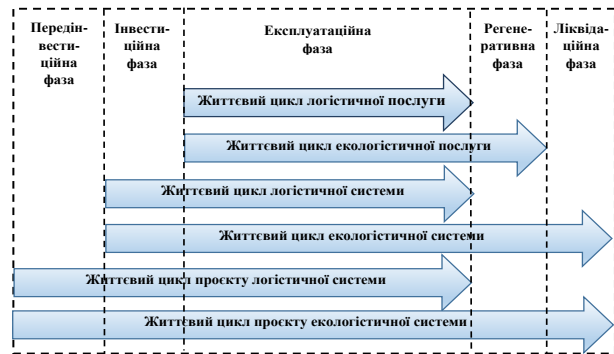 Передін-
вести-
ційна
фаза
Інвести-
ційна
фаза
Експлуатаційна
фаза
Регене-
ративна
фаза
Ліквіда-
ційна
фаза
Життєвий цикл логістичної послуги
Життєвий цикл екологістичної послуги
Життєвий цикл логістичної системи
Життєвий цикл екологістичної системи
Життєвий цикл проєкту логістичної системи
Життєвий цикл проєкту екологістичної системи